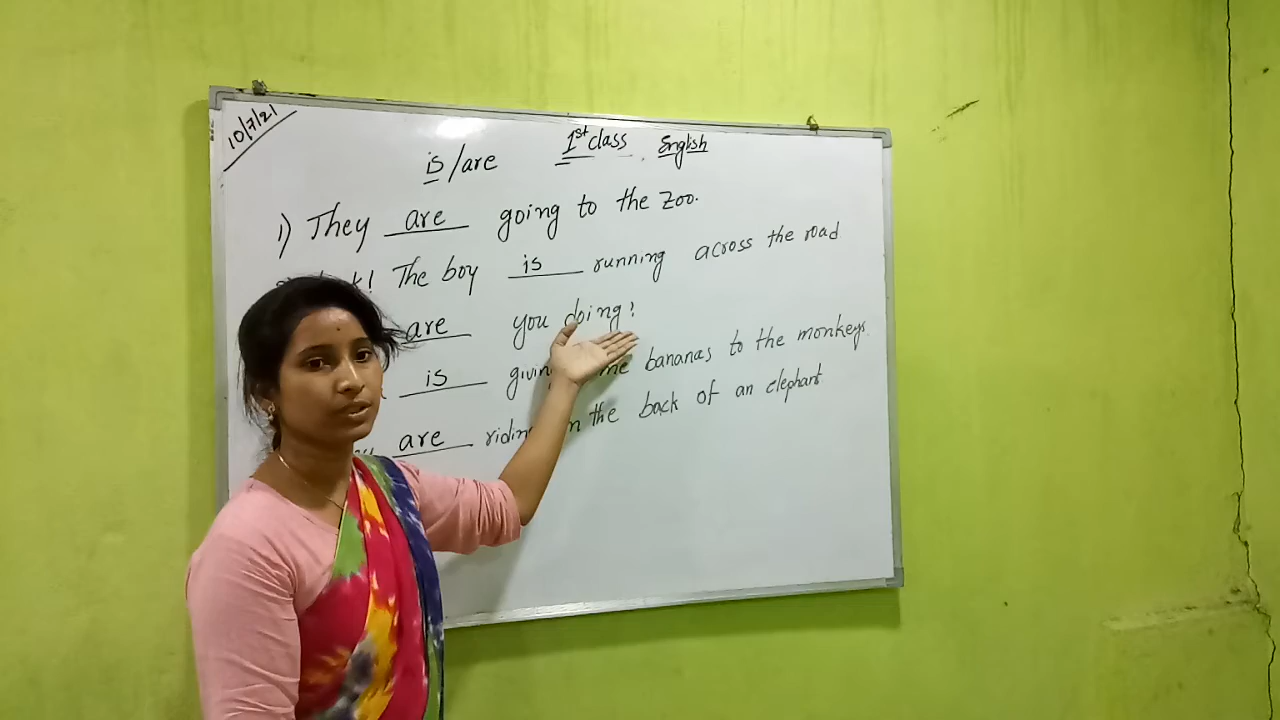 10/7/21
is/are 1st class English
1) They are going to the zoo.
The boy is running across the road
are you doing?
is bananas to the monkeys.
are the back of an elephant.